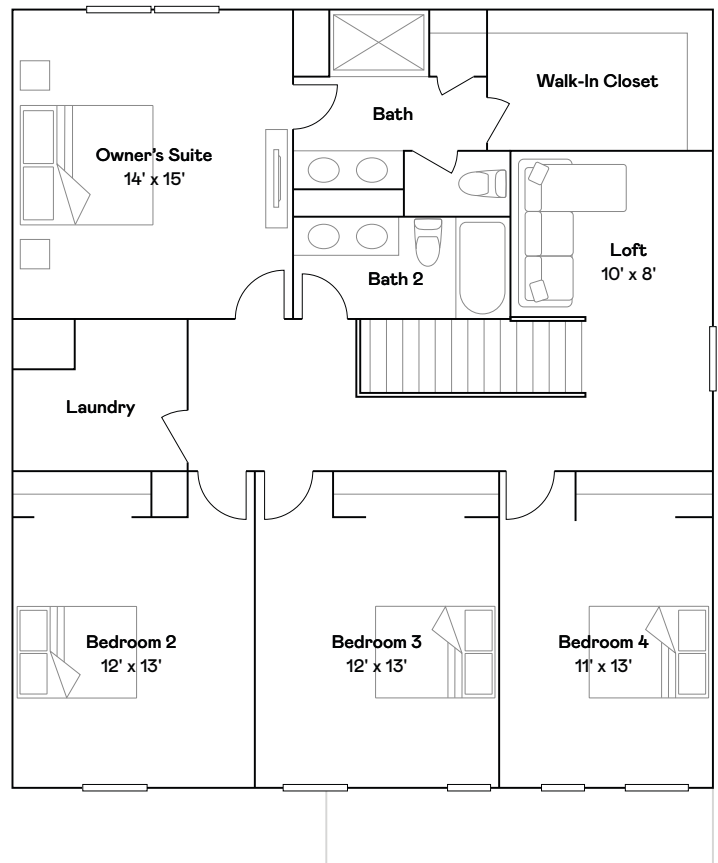 Walk-In Closet
Bath
Owner's Suite
14' x 15'
Loft
10' x 8'
Bath 2
Laundry
Bedroom 2
12' x 13'
Bedroom 3
12' x 13'
Bedroom 4
11' x 13'